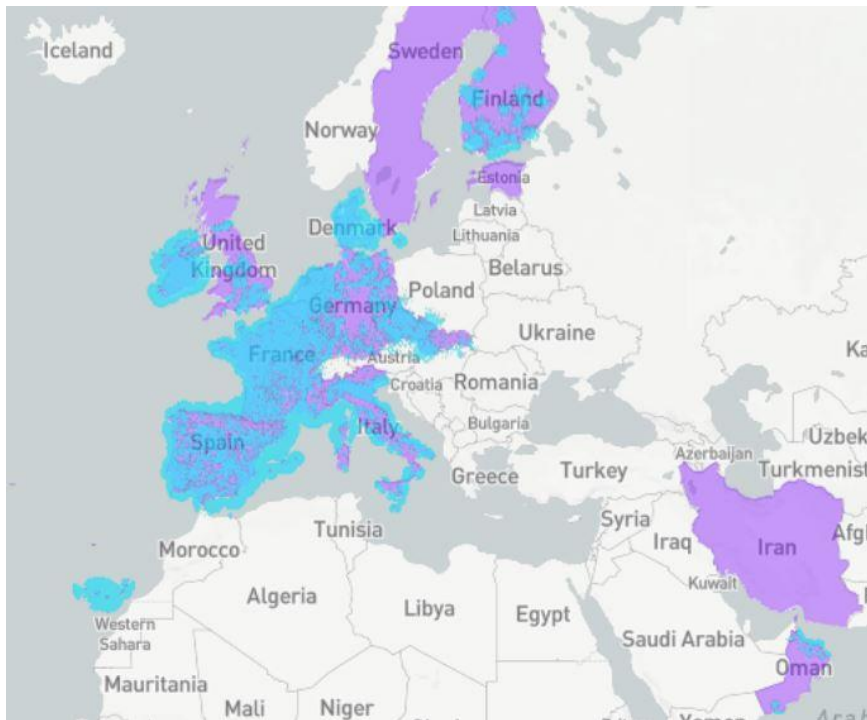 Iceland
Sweden
Finland
Norway
Estonia
Latvia
Denmark
Lithuania
United
Kingdom
Belarus
Poland
Germany
Ukraine
France
Austria
Ka
Croatia
Romania
Italy
Bulgaria
Uzbek
Spain
Azerbaijan
Greece
Turkey
Turkmenist
Syria
Tunisia
Morocco
Iraq
Iran
Afg
Kuwait
Algeria
Libya
Egypt
Western
Sahara
Saudi Arabia
Oman
Mauritania
Mali
Niger